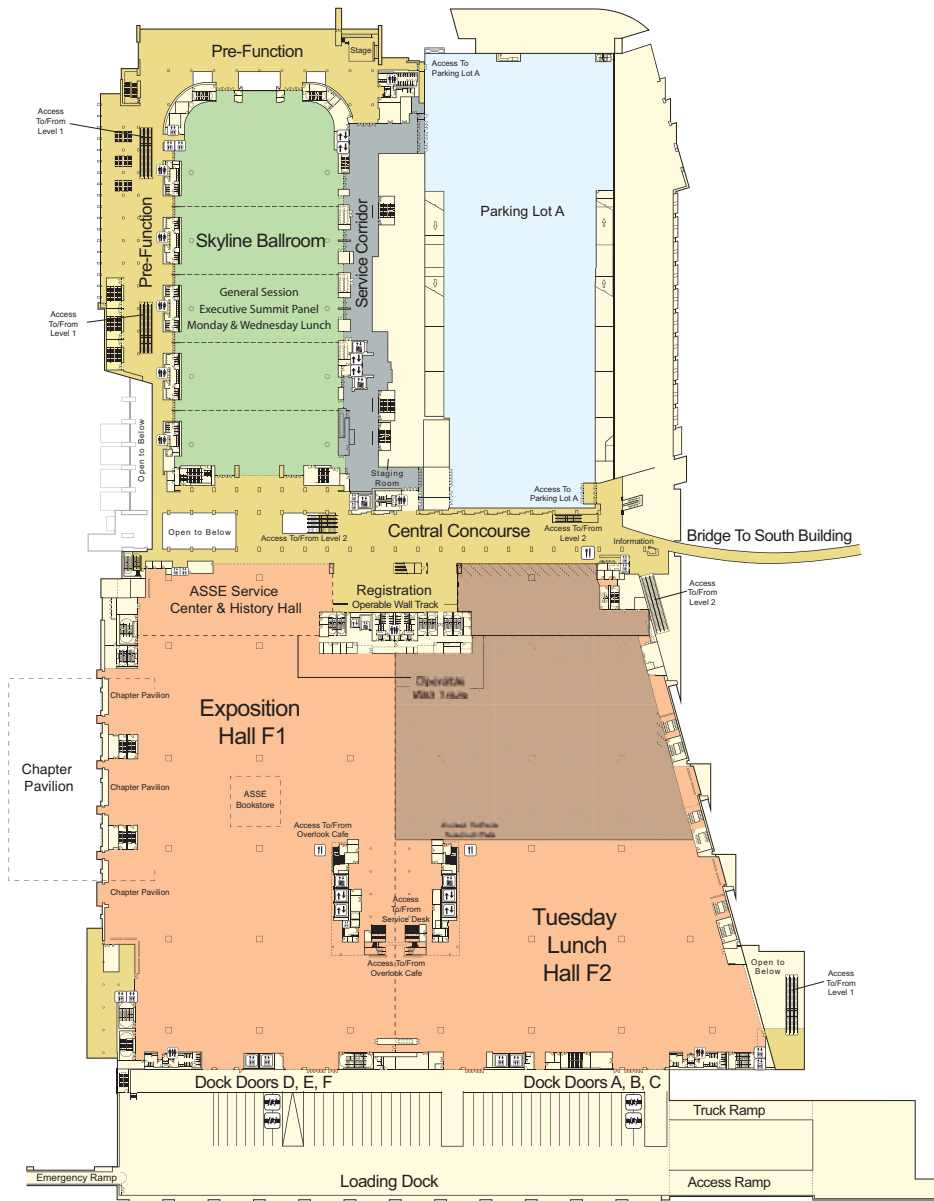 Pre-Function
Stage
Access To
Parking Lot A
Access
To/From
Level 1
Parking Lot A
Pre-Function
Skyline Ballroom
Service Corridor
General Session
Executive Summit Panel
Monday & Wednesday Lunch
Access
To/From
Level 1
Open to Below
Staging
Room
Access To
Parking Lot A
Open to Below
Access To/From Level 2
Central Concourse
Access To/From
Level 2
Information
Bridge To South Building
ASSE Service
Center & History Hall
Registration
Operable Wall Track
Access
To/From
Level 2
Operable
Wall Track
Chapter Pavilion
Exposition
Hall F1
Chapter
Pavilion
Chapter Pavilion
ASSE
Bookstore
Access To/From
Overlook Cafe
Chapter Pavilion
Access
To/From
Service Desk
Tuesday
Lunch
Hall F2
Access To/From
Overlook Cafe
Open to
Below
Access
To/From
Level 1
Dock Doors D, E, F
Dock Doors A, B, C
Truck Ramp
Emergency Ramp
Loading Dock
Access Ramp